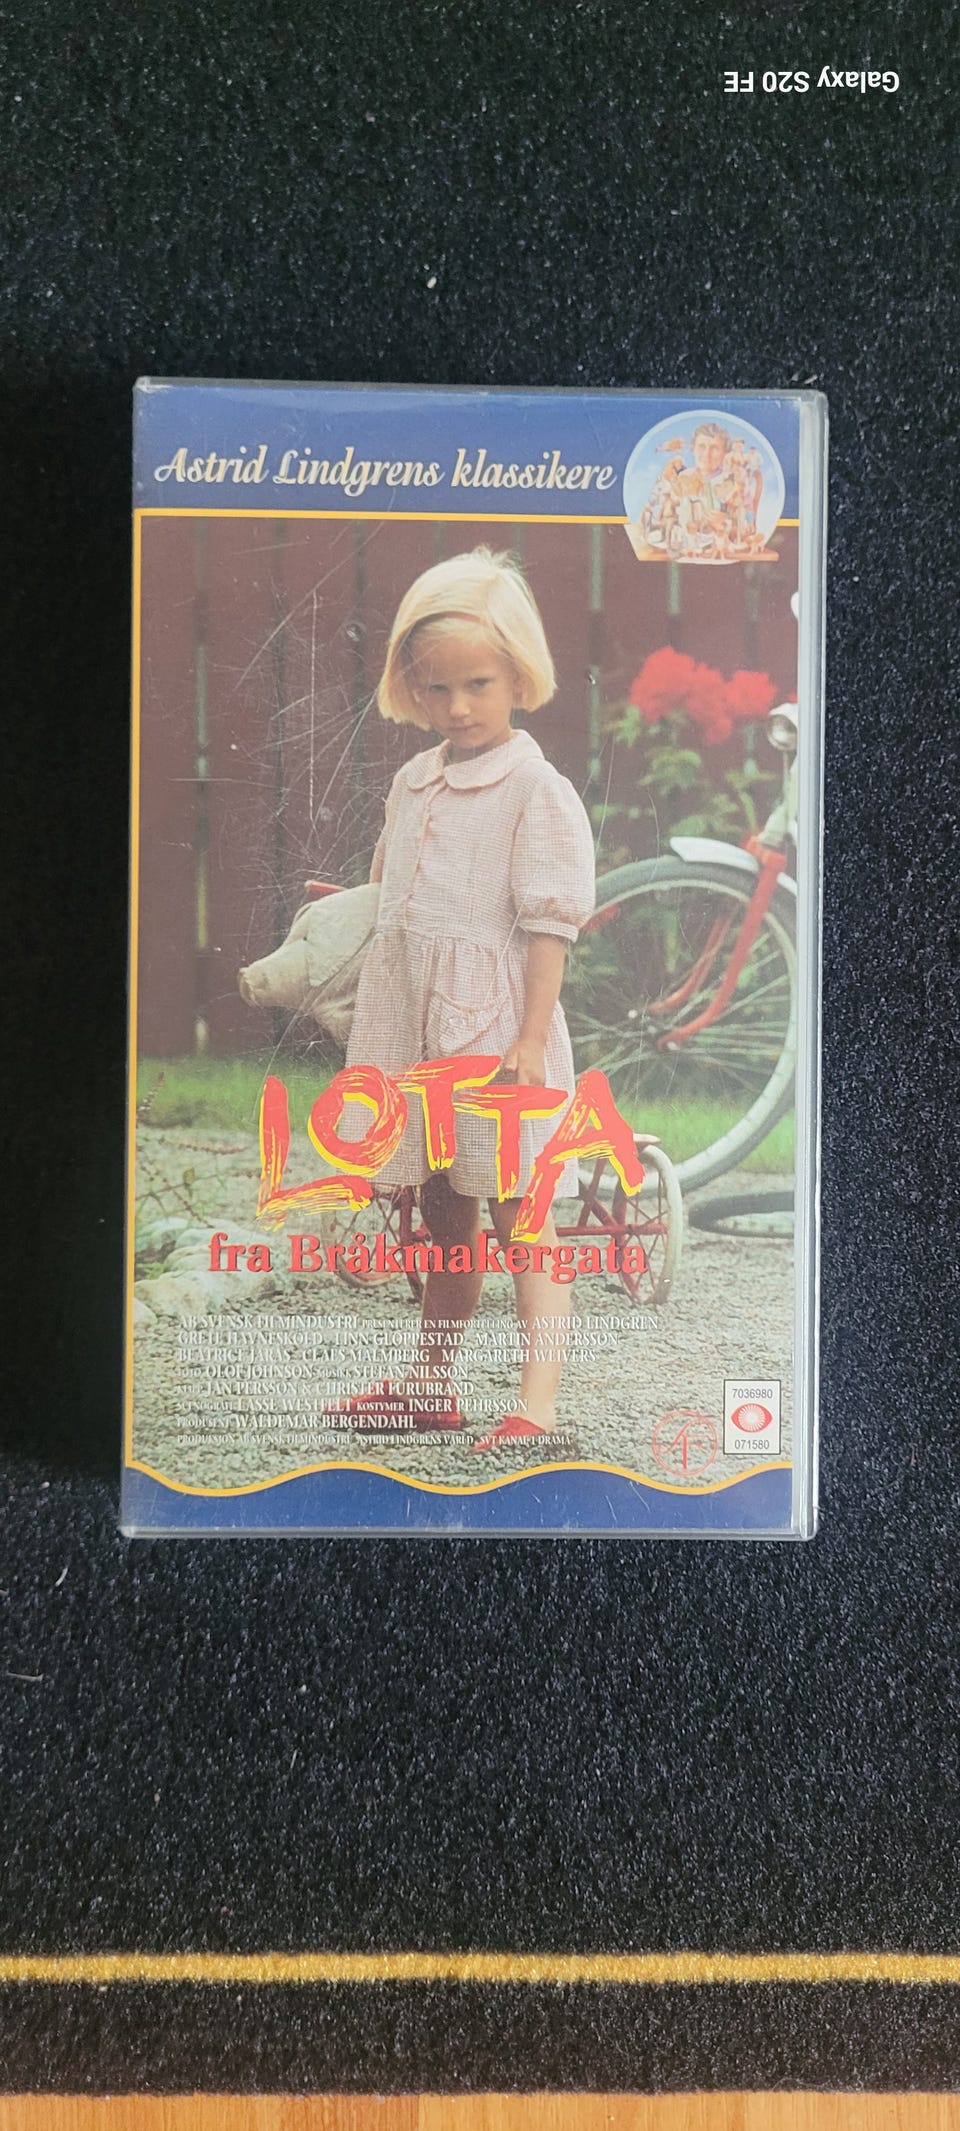 Galaxy S20 FE
Astrid Lindgrens klassikere
LOTTA
fra Bråkmakergata
AB SVENSK FILMINDUSTRI PRESENTERER EN FILMFORTELLING AV ASTRID LINDGREN
GRETE HAVNESKÖLD LINN GLOPPESTAD MARTIN ANDERSSON
BEATRICE JÄRÅS CLAES MALMBERG MARGARETH WEIVERS
FOTO OLOF JOHNSON MUSIKK STEFAN NILSSON
KLIPP JAN PERSSON & CHRISTER FURUBRAND
SCENOGRAFI LASSE WESTFELT KOSTYMER INGER PEHRSSON
PRODUSENT WALDEMAR BERGENDAHL
PRODUKSJON AB SVENSK FILMINDUSTRI, ASTRID LINDGRENS VÄRLD, SVT KANAL 1 DRAMA
7036980
071580